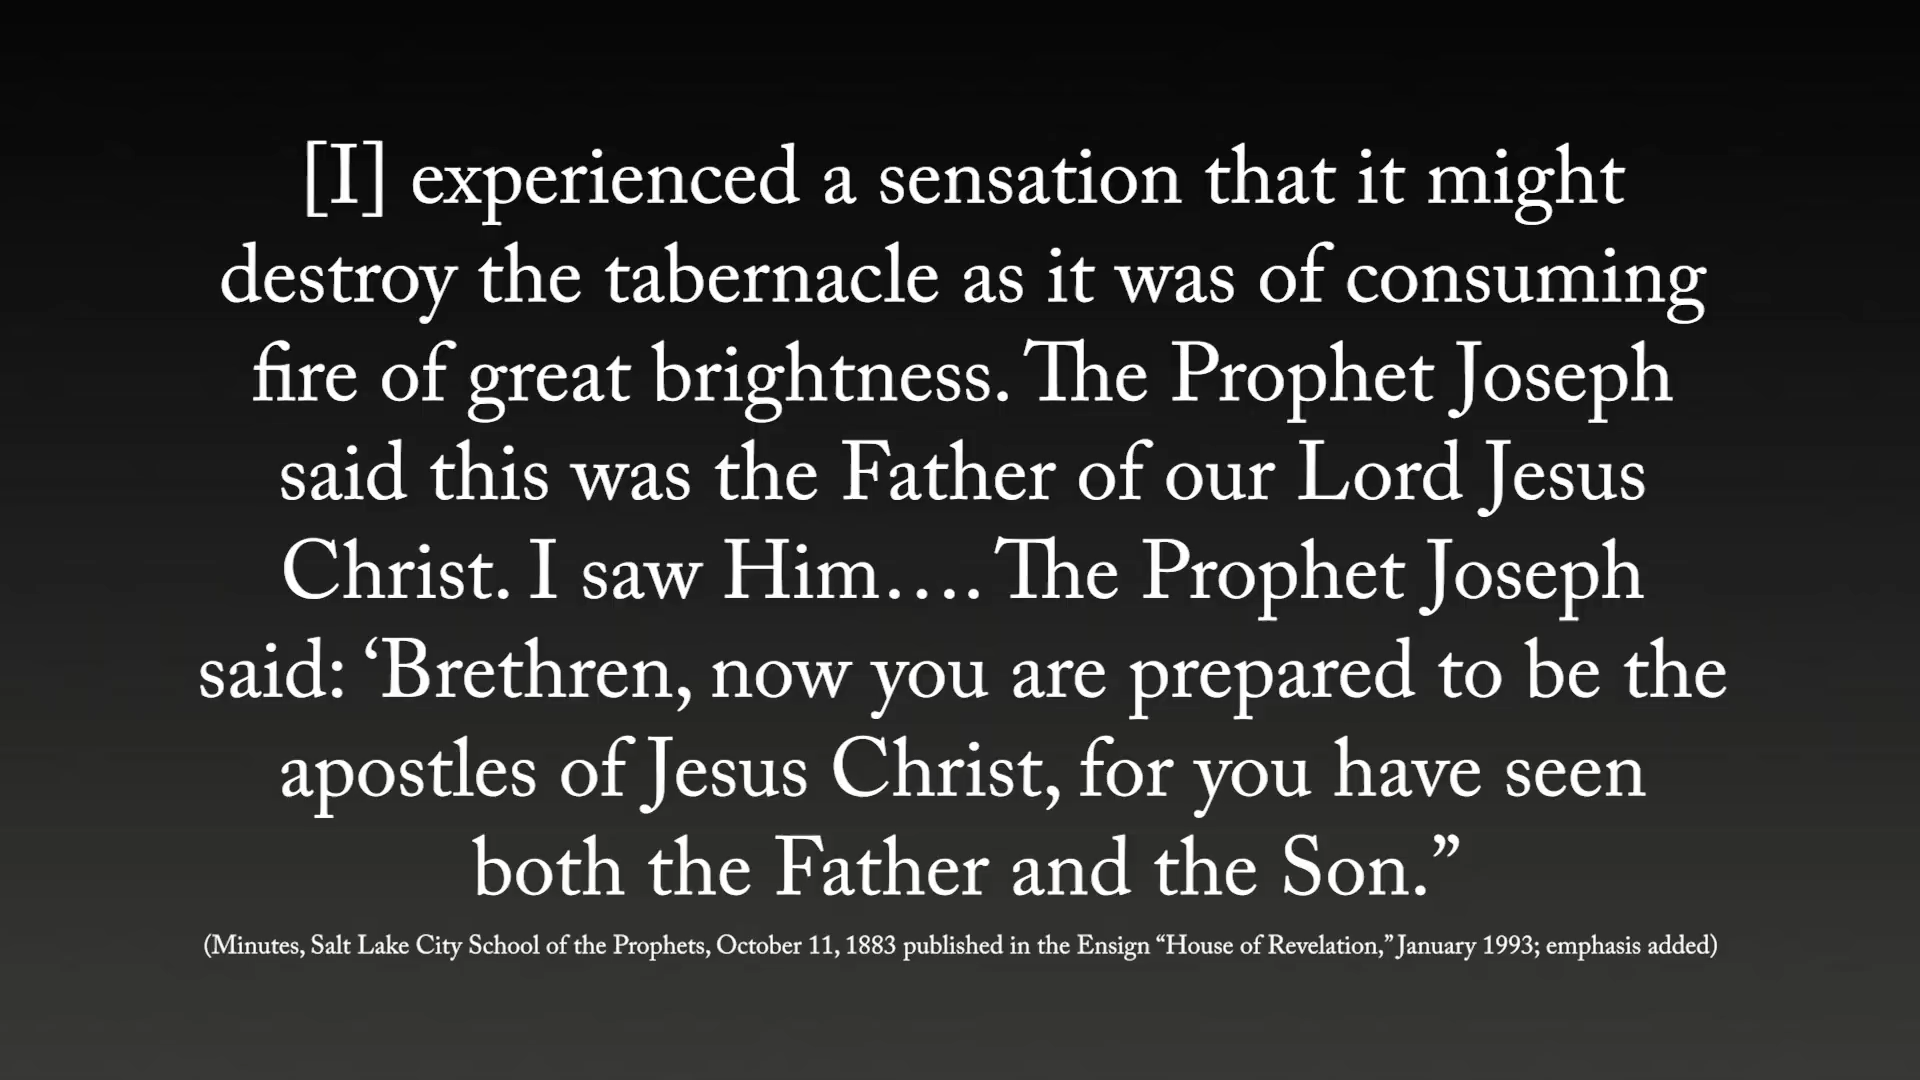 [I] experienced a sensation that it might
destroy the tabernacle as it was of consuming
fire of great brightness. The Prophet Joseph
said this was the Father of our Lord Jesus
Christ. I saw Him…. The Prophet Joseph
said: ‘Brethren, now you are prepared to be the
apostles of Jesus Christ, for you have seen
both the Father and the Son.”
(Minutes, Salt Lake City School of the Prophets, October 11, 1883 published in the Ensign “House of Revelation,” January 1993; emphasis added)